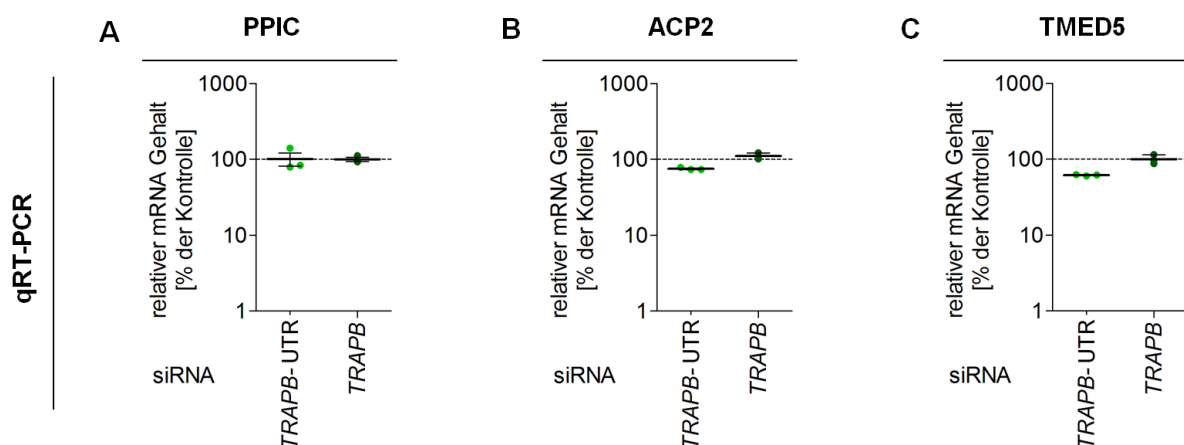 A
PPIC
B
ACP2
C
TMED5
qRT-PCR
relativer mRNA Gehalt
[% der Kontrolle]
1000
100
10
1
siRNA
TRAPB-UTR
TRAPB
relativer mRNA Gehalt
[% der Kontrolle]
1000
100
10
1
siRNA
TRAPB-UTR
TRAPB
relativer mRNA Gehalt
[% der Kontrolle]
1000
100
10
1
siRNA
TRAPB-UTR
TRAPB